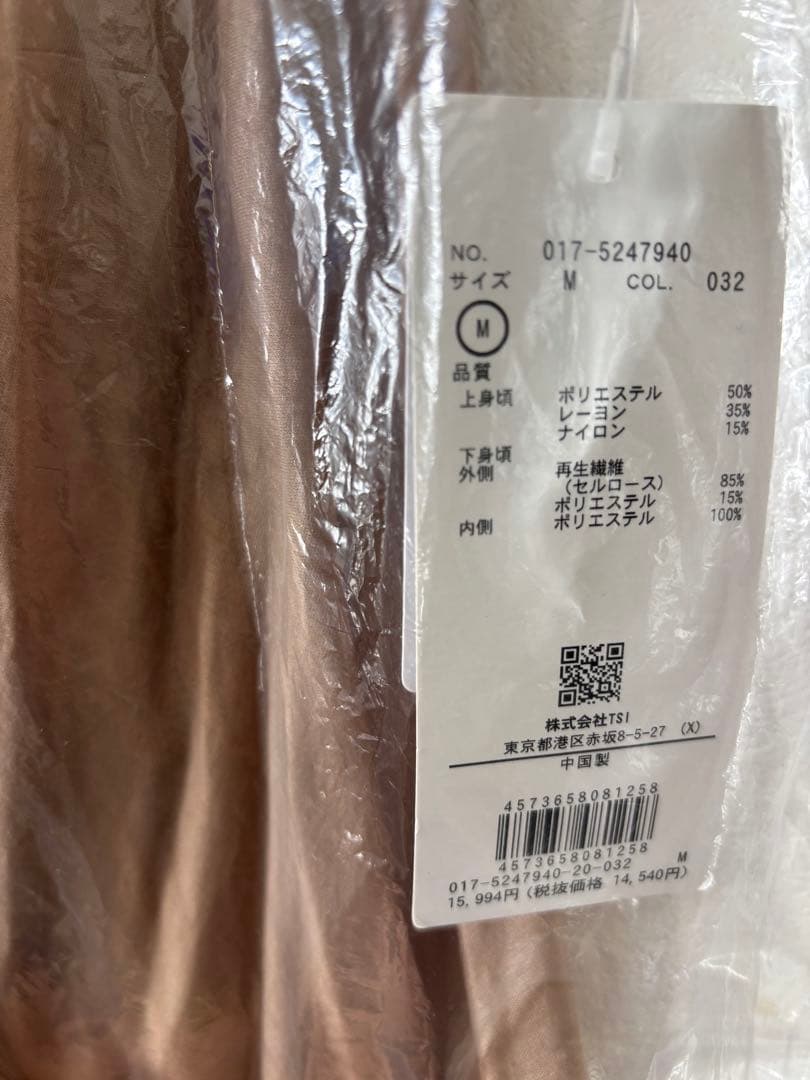 NO. 017-5247940
サイズ M COL. 032
M
品質
上身頃 ポリエステル 50%
レーヨン 35%
ナイロン 15%
下身頃
外側 再生繊維
(セルロース) 85%
ポリエステル 15%
内側 ポリエステル 100%
株式会社TSI
東京都港区赤坂8-5-27 (X)
中国製
4573658081258
4573658081258
017-5247940-20-032 M
15,994円(税抜価格 14,540円)